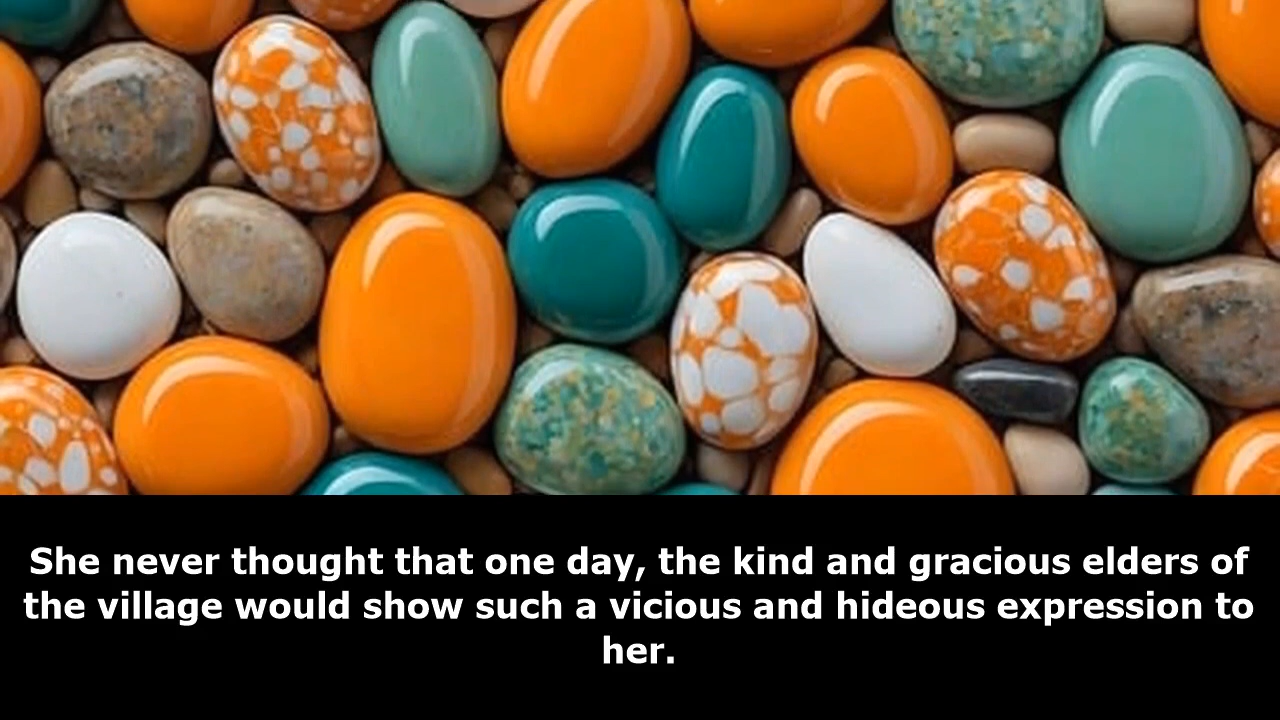 She never thought that one day, the kind and gracious elders of
the village would show such a vicious and hideous expression to
her.